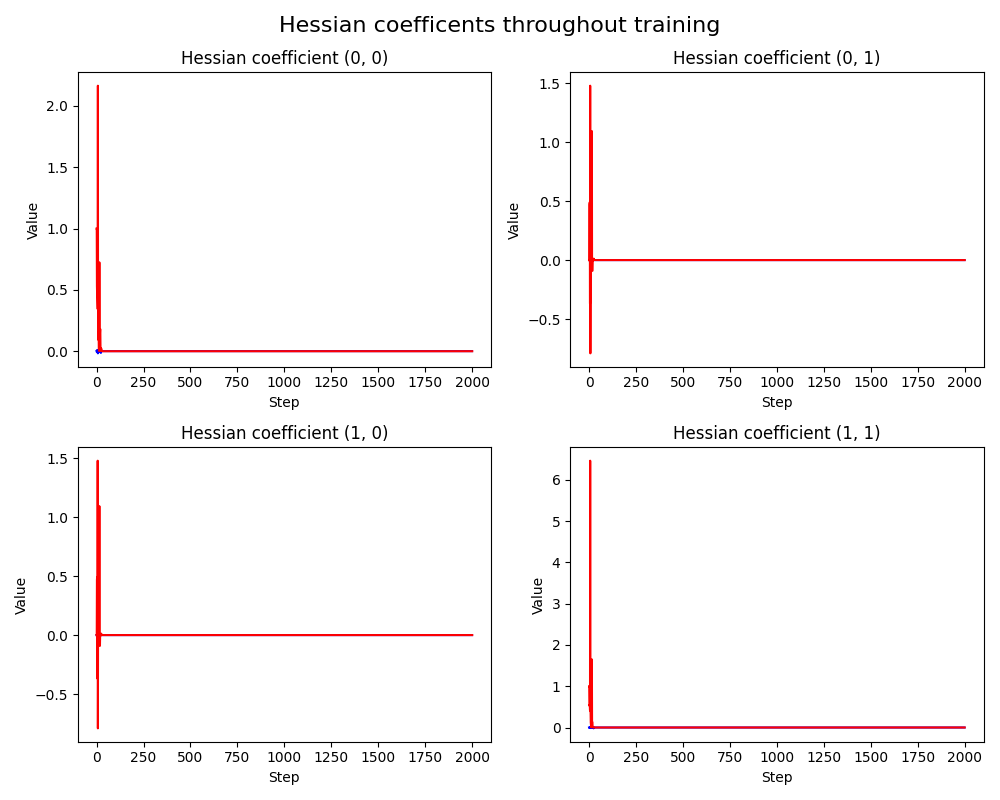 Hessian coefficents throughout training
Hessian coefficient (0, 0)
Value
2.0
1.5
1.0
0.5
0.0
0 250 500 750 1000 1250 1500 1750 2000
Step
Hessian coefficient (0, 1)
Value
1.5
1.0
0.5
0.0
−0.5
0 250 500 750 1000 1250 1500 1750 2000
Step
Hessian coefficient (1, 0)
Value
1.5
1.0
0.5
0.0
−0.5
0 250 500 750 1000 1250 1500 1750 2000
Step
Hessian coefficient (1, 1)
Value
6
5
4
3
2
1
0
0 250 500 750 1000 1250 1500 1750 2000
Step